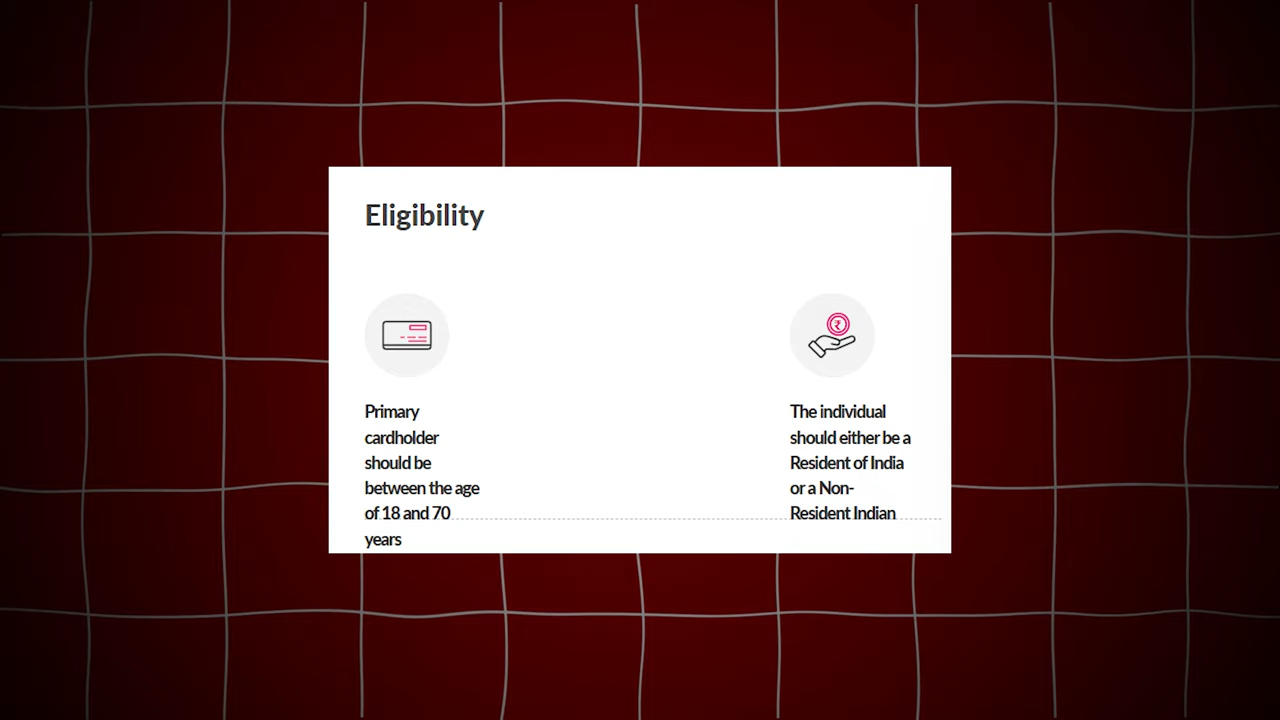 Eligibility
Primary
cardholder
should be
between the age
of 18 and 70
years
The individual
should either be a
Resident of India
or a Non-
Resident Indian